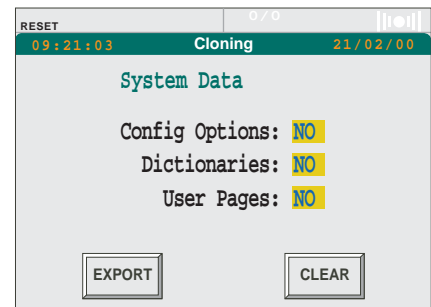 RESET 0/0
09:21:03 Cloning 21/02/00
System Data
Config Options: NO
Dictionaries: NO
User Pages: NO
EXPORT CLEAR